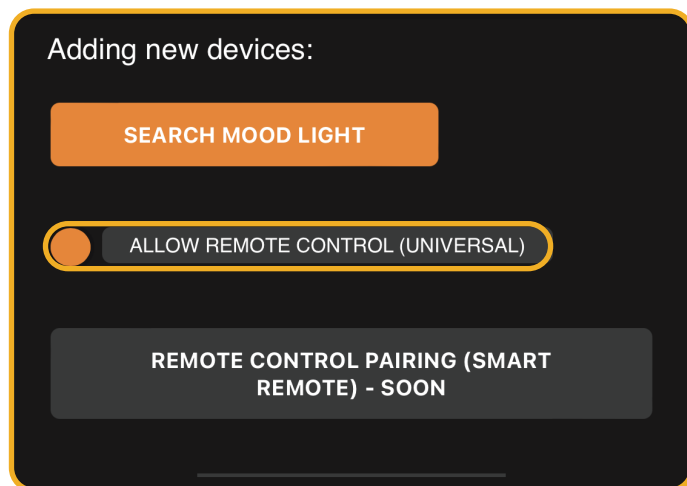 Adding new devices:
SEARCH MOOD LIGHT
ALLOW REMOTE CONTROL (UNIVERSAL)
REMOTE CONTROL PAIRING (SMART
REMOTE) - SOON